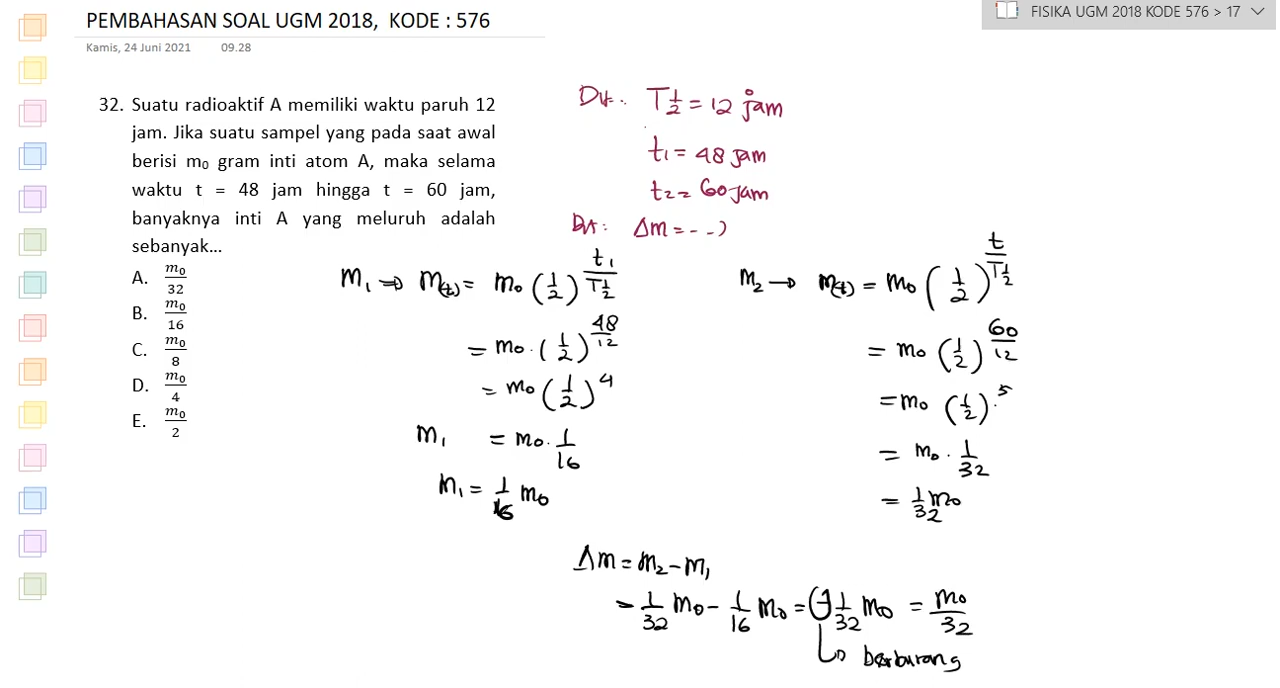 PEMBAHASAN SOAL UGM 2018, KODE : 576
Kamis, 24 Juni 2021 09.28
FISIKA UGM 2018 KODE 576 > 17
32. Suatu radioaktif A memiliki waktu paruh 12
jam. Jika suatu sampel yang pada saat awal
berisi m₀ gram inti atom A, maka selama
waktu t = 48 jam hingga t = 60 jam,
banyaknya inti A yang meluruh adalah
sebanyak...
A. m₀/32
B. m₀/16
C. m₀/8
D. m₀/4
E. m₀/2
Dit: T½ = 12 jam
t₁ = 48 jam
t₂ = 60 jam
Dit: Δm = - - ?
m₁ → m(t) = m₀ (1/2)^(t₁/T½)
= m₀ · (1/2)^(48/12)
= m₀ (1/2)^4
m₁ = m₀ · 1/16
m₁ = 1/16 m₀
m₂ → m(t) = m₀ (1/2)^(t/T½)
= m₀ (1/2)^(60/12)
= m₀ (1/2)^5
= m₀ · 1/32
= 1/32 m₀
Δm = m₂ - m₁
= 1/32 m₀ - 1/16 m₀ = (-) 1/32 m₀ = m₀/32
↳ berkurang